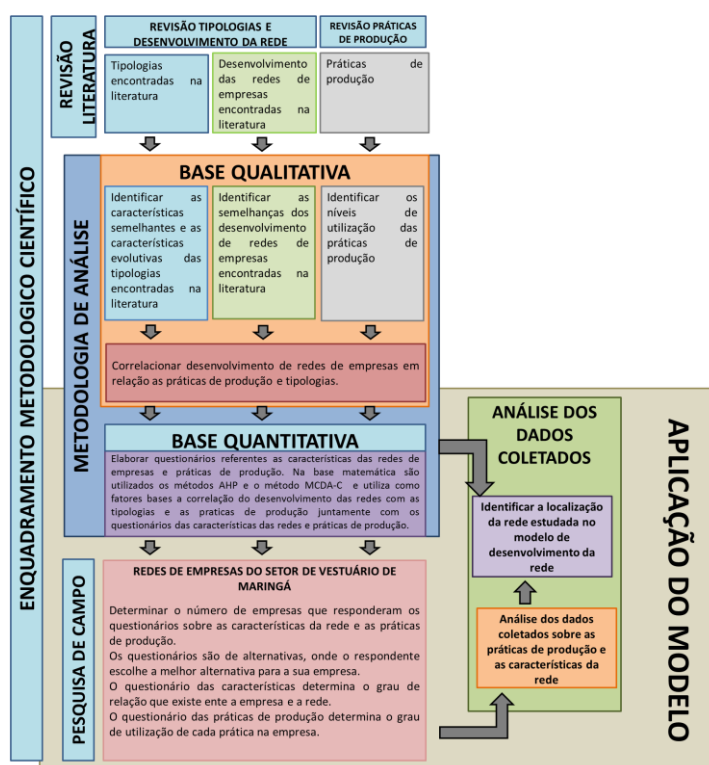 ENQUADRAMENTO METODOLOGICO CIENTÍFICO
REVISÃO
LITERATURA
REVISÃO TIPOLOGIAS E
DESENVOLVIMENTO DA REDE
REVISÃO PRÁTICAS
DE PRODUÇÃO
Tipologias
encontradas na
literatura
Desenvolvimento
das redes de
empresas
encontradas na
literatura
Práticas de
produção
METODOLOGIA DE ANÁLISE
BASE QUALITATIVA
Identificar as
características
semelhantes e as
características
evolutivas das
tipologias
encontradas na
literatura
Identificar as
semelhanças dos
desenvolvimento
de redes de
empresas
encontradas na
literatura
Identificar os
níveis de
utilização das
práticas de
produção
Correlacionar desenvolvimento de redes de empresas em
relação as práticas de produção e tipologias.
BASE QUANTITATIVA
Elaborar questionários referentes as características das redes de
empresas e práticas de produção. Na base matemática são
utilizados os métodos AHP e o método MCDA-C e utiliza como
fatores bases a correlação do desenvolvimento das redes com as
tipologias e as praticas de produção juntamente com os
questionários das características das redes e práticas de produção.
PESQUISA DE CAMPO
REDES DE EMPRESAS DO SETOR DE VESTUÁRIO DE
MARINGÁ
Determinar o número de empresas que responderam os
questionários sobre as características da rede e as práticas
de produção.
Os questionários são de alternativas, onde o respondente
escolhe a melhor alternativa para a sua empresa.
O questionário das características determina o grau de
relação que existe ente a empresa e a rede.
O questionário das práticas de produção determina o grau
de utilização de cada prática na empresa.
ANÁLISE DOS
DADOS
COLETADOS
Identificar a localização
da rede estudada no
modelo de
desenvolvimento da
rede
Análise dos dados
coletados sobre as
práticas de produção e
as características da
rede
APLICAÇÃO DO MODELO